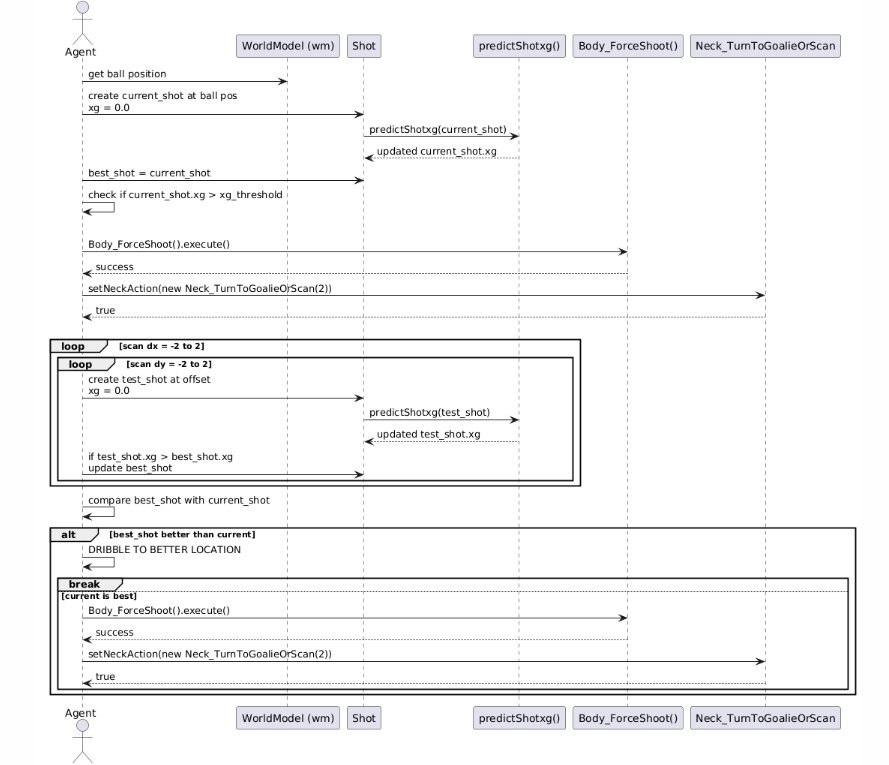 Agent
WorldModel (wm)
Shot
predictShotxg()
Body_ForceShoot()
Neck_TurnToGoalieOrScan
get ball position
create current_shot at ball pos
xg = 0.0
predictShotxg(current_shot)
updated current_shot.xg
best_shot = current_shot
check if current_shot.xg > xg_threshold
Body_ForceShoot().execute()
success
setNeckAction(new Neck_TurnToGoalieOrScan(2))
true
loop [scan dx = -2 to 2]
loop [scan dy = -2 to 2]
create test_shot at offset
xg = 0.0
predictShotxg(test_shot)
updated test_shot.xg
if test_shot.xg > best_shot.xg
update best_shot
compare best_shot with current_shot
alt [best_shot better than current]
DRIBBLE TO BETTER LOCATION
break
[current is best]
Body_ForceShoot().execute()
success
setNeckAction(new Neck_TurnToGoalieOrScan(2))
true
Agent
WorldModel (wm)
Shot
predictShotxg()
Body_ForceShoot()
Neck_TurnToGoalieOrScan